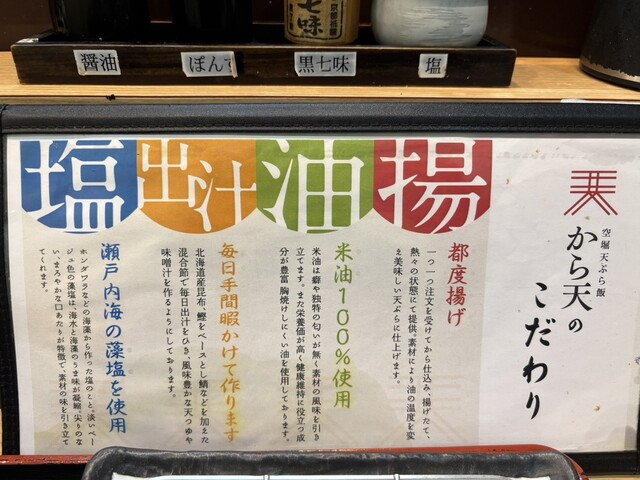 醤油
ぽん
黒七味
塩
七味
空堀 天ぷら飯
から天の
こだわり
揚
都度揚げ
一つ一つ注文を受けてから仕込み、揚げたて、
熱々の状態にて提供。素材により油の温度を変
え美味しい天ぷらに仕上げます。
油
米油100%使用
米油は癖や独特の匂いが無く素材の風味を引き
立てます。また栄養価が高く健康維持に役立つ成
分が豊富 胸焼けしにくい油を使用しております。
出汁
毎日手間暇かけて作ります
北海道産昆布、鰹をベースとし鯖などを加えた
混合節で毎日出汁をひき、風味豊かな天つゆや
味噌汁を作るようにしております。
塩
瀬戸内海の藻塩を使用
ホンダワラなどの海藻から作った塩のこと。淡いベー
ジュ色の藻塩は、海水と海藻のうま味が凝縮。尖りのな
い、まろやかな口あたりが特徴で、素材の味を引き立て
てくれます。